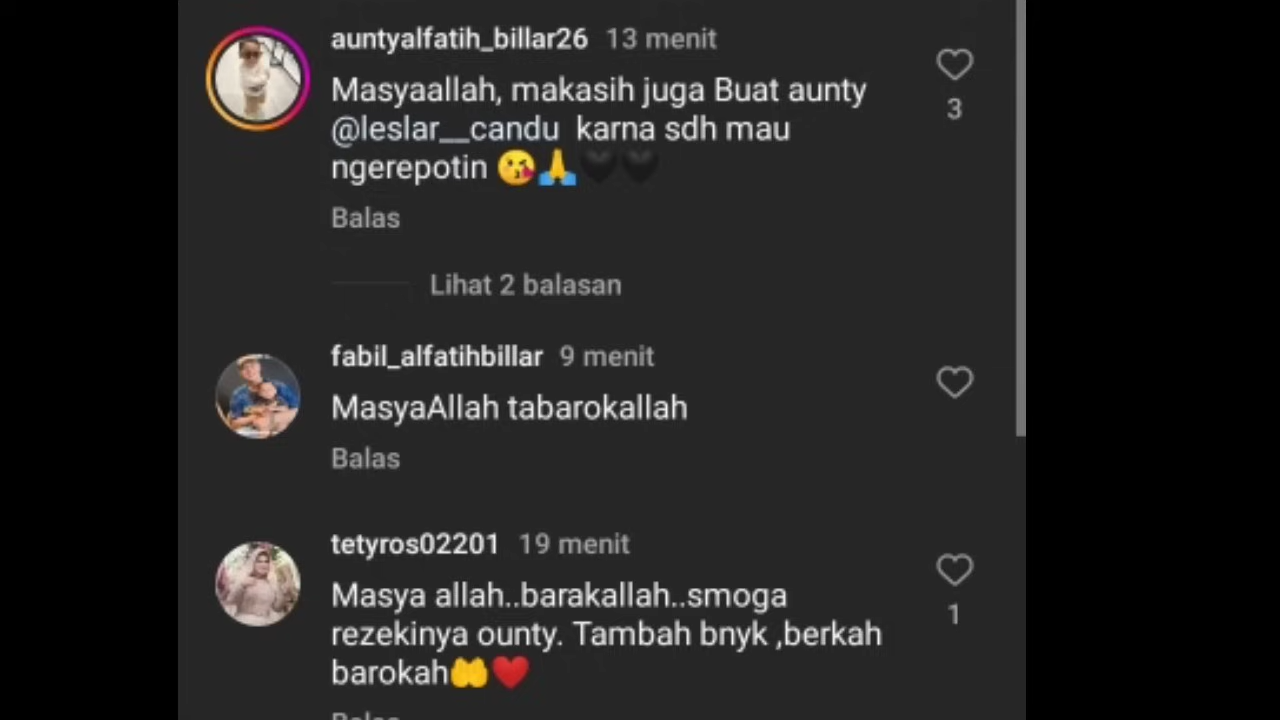 auntyalfatih_billar26 13 menit
Masyaallah, makasih juga Buat aunty
@leslar__candu karna sdh mau
ngerepotin 😘🙏🖤🖤
3
Balas
Lihat 2 balasan
fabil_alfatihbillar 9 menit
MasyaAllah tabarokallah
Balas
tetyros02201 19 menit
Masya allah..barakallah..smoga
rezekinya ounty. Tambah bnyk ,berkah
barokah🤲❤️
1
Balas